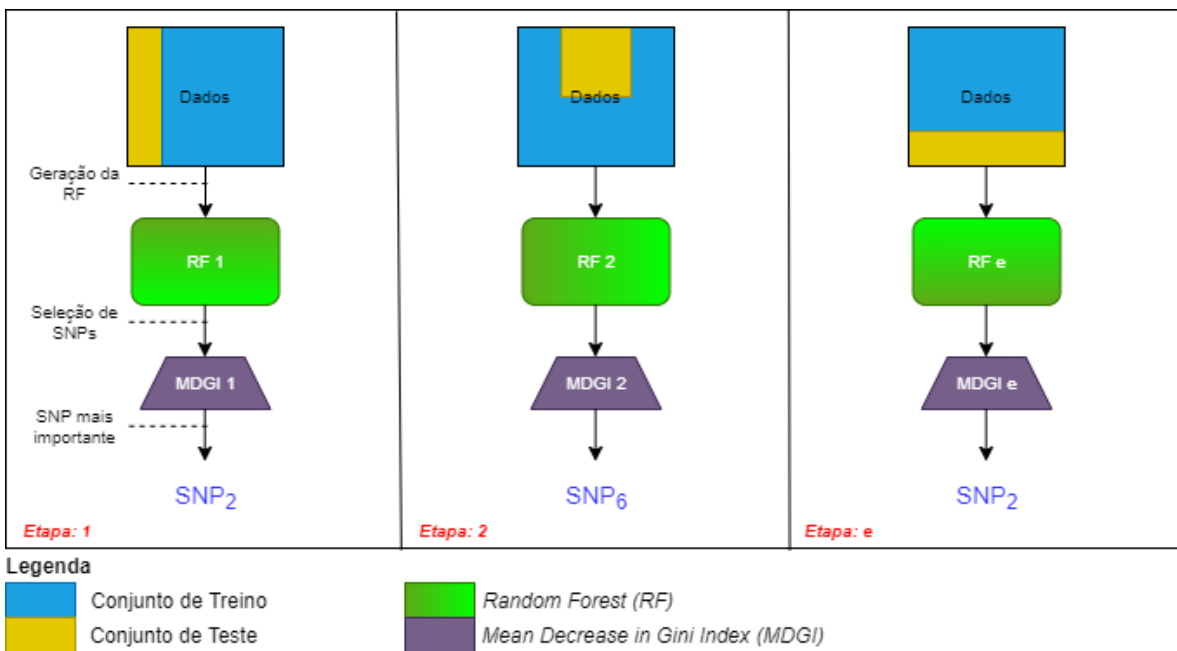 Dados
Geração da
RF
RF 1
Seleção de
SNPs
MDGI 1
SNP mais
importante
SNP2
Etapa: 1
Dados
RF 2
MDGI 2
SNP6
Etapa: 2
Dados
RF e
MDGI e
SNP2
Etapa: e
Legenda
Conjunto de Treino
Conjunto de Teste
Random Forest (RF)
Mean Decrease in Gini Index (MDGI)